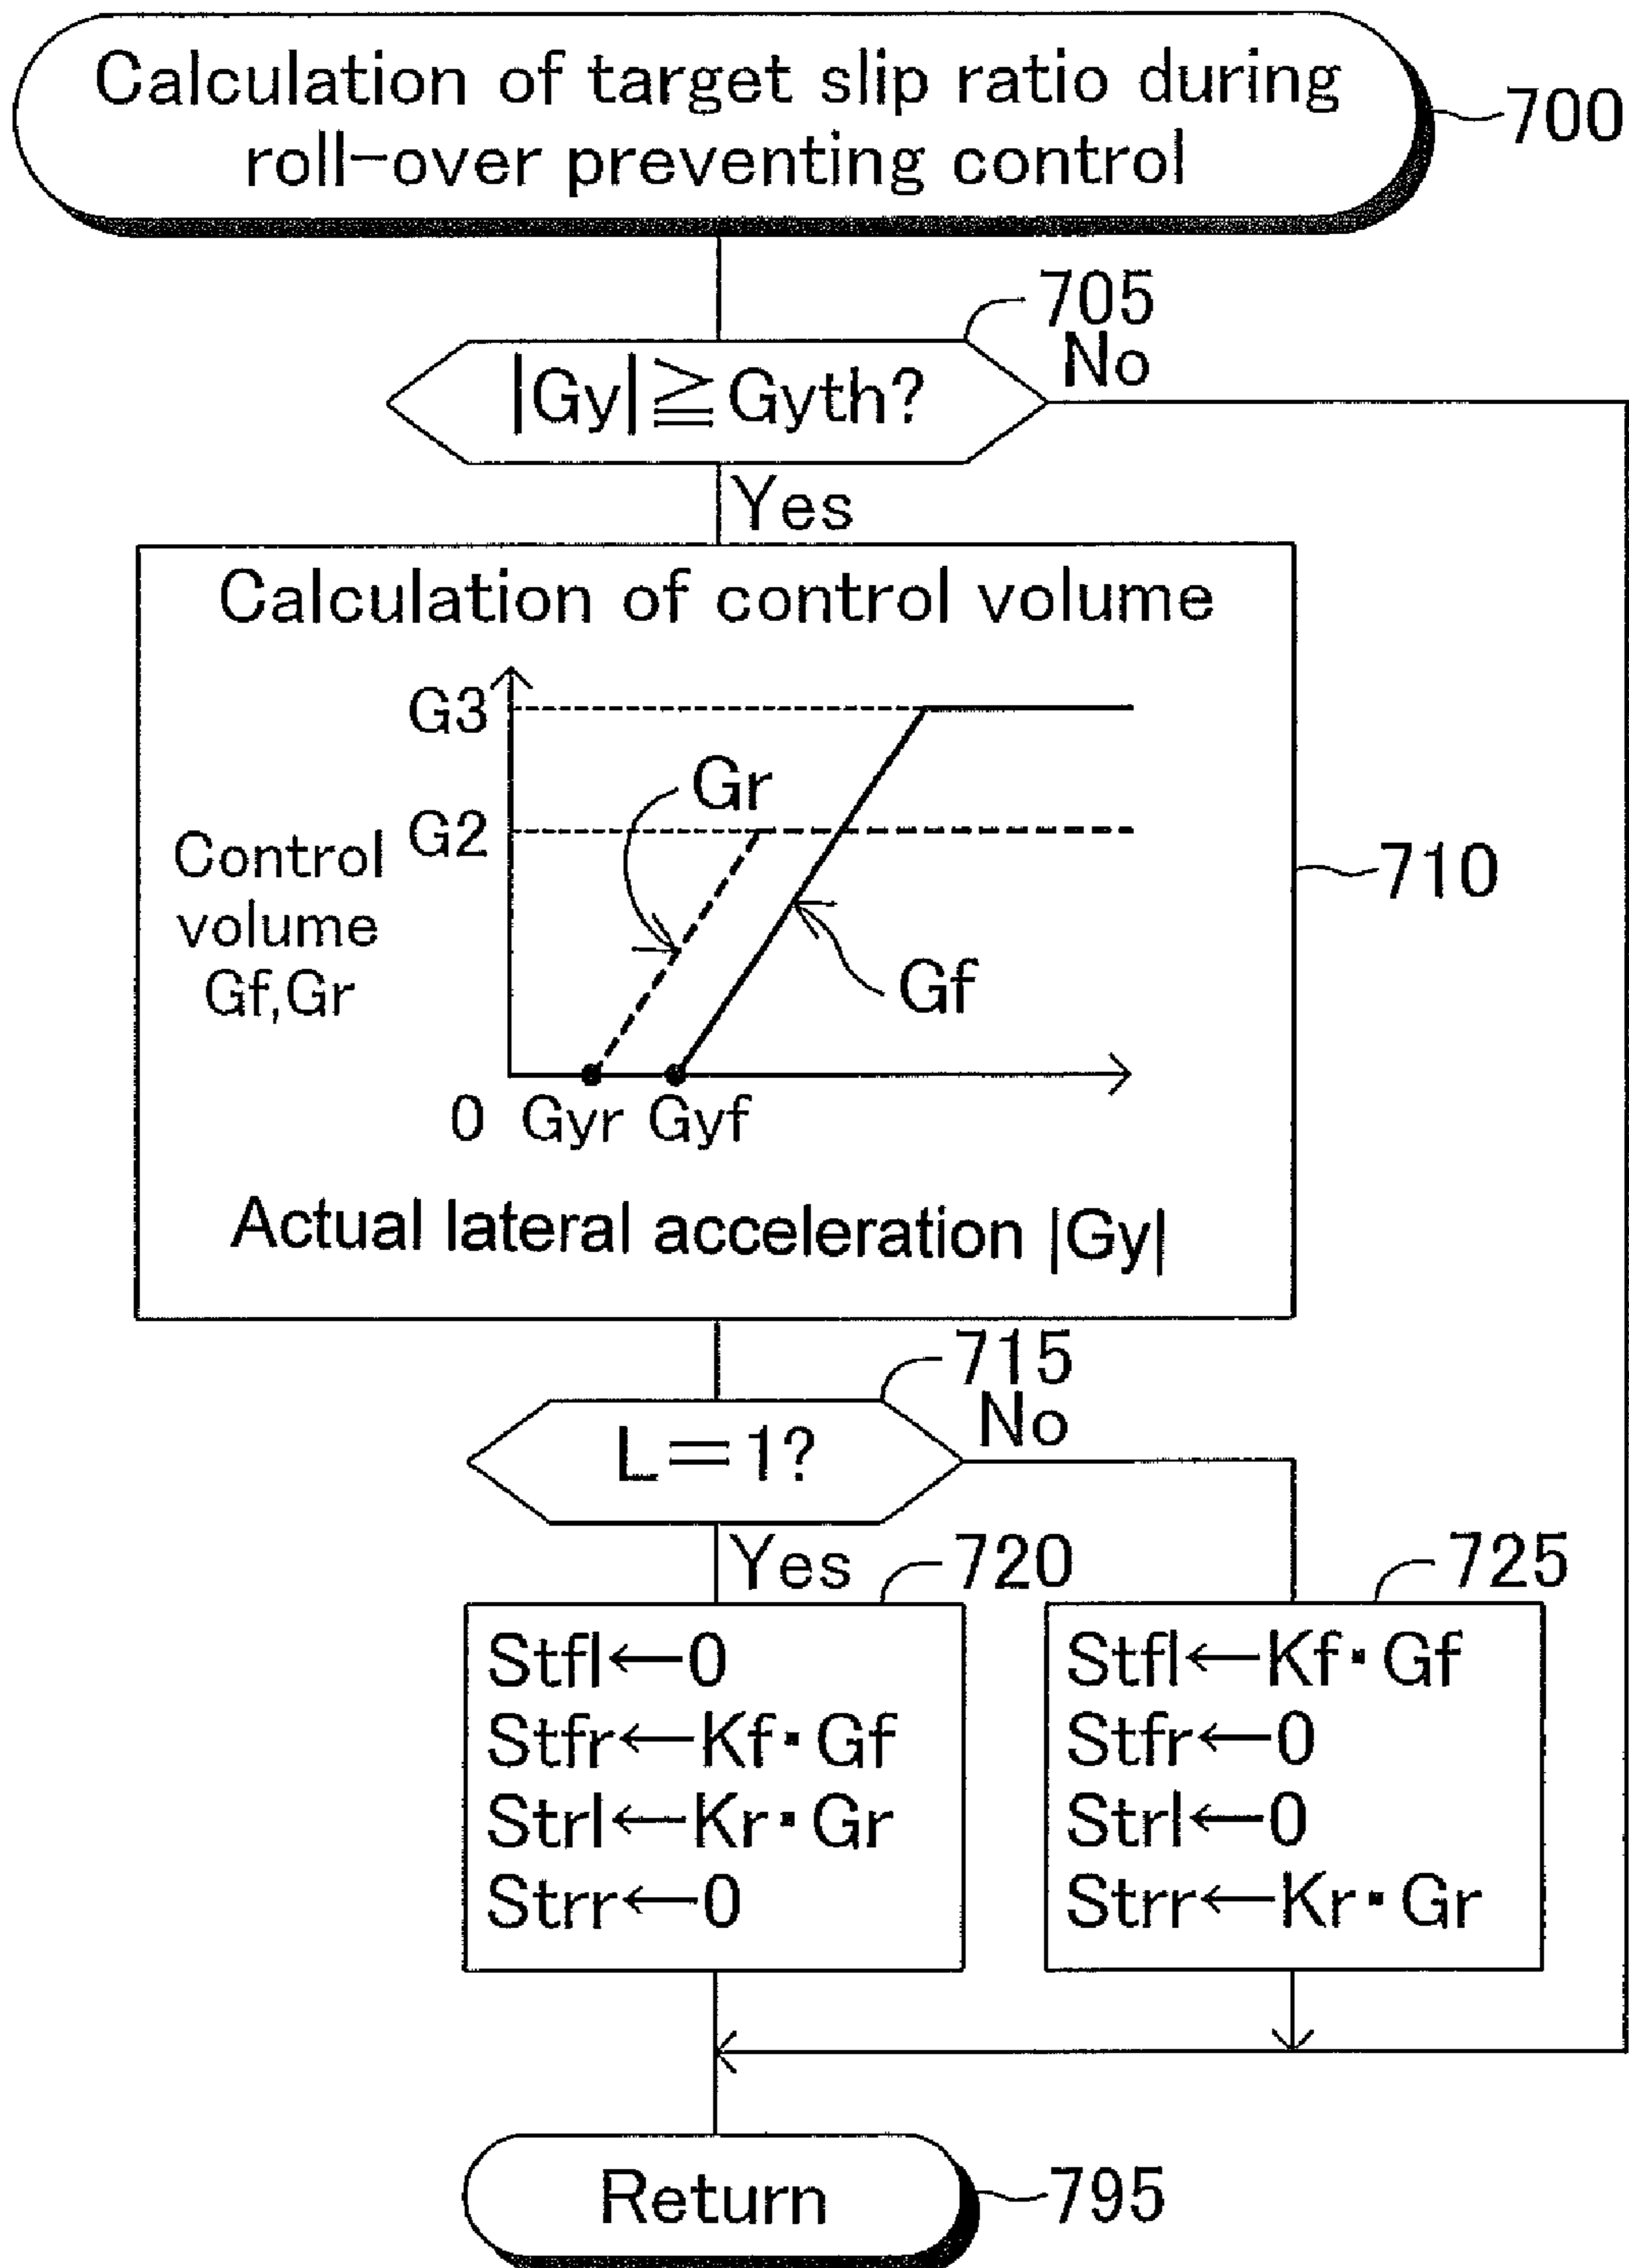 Calculation of target slip ratio during
roll-over preventing control
700
705
No
|Gy|≧Gyth?
Yes
Calculation of control volume
G3
Gr
G2
Control
volume
Gf,Gr
710
Gf
0 Gyr Gyf
Actual lateral acceleration |Gy|
715
No
L=1?
Yes
720
725
Stfl←0
Stfr←Kf·Gf
Strl←Kr·Gr
Strr←0
Stfl←Kf·Gf
Stfr←0
Strl←0
Strr←Kr·Gr
Return
795